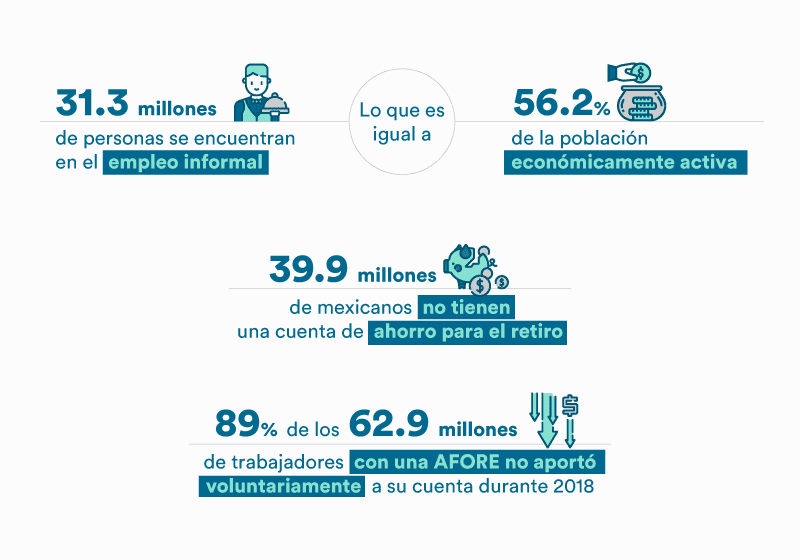 31.3 millones
de personas se encuentran
en el empleo informal
Lo que es
igual a
56.2%
de la población
económicamente activa
39.9 millones
de mexicanos no tienen
una cuenta de ahorro para el retiro
89% de los 62.9 millones
de trabajadores con una AFORE no aportó
voluntariamente a su cuenta durante 2018